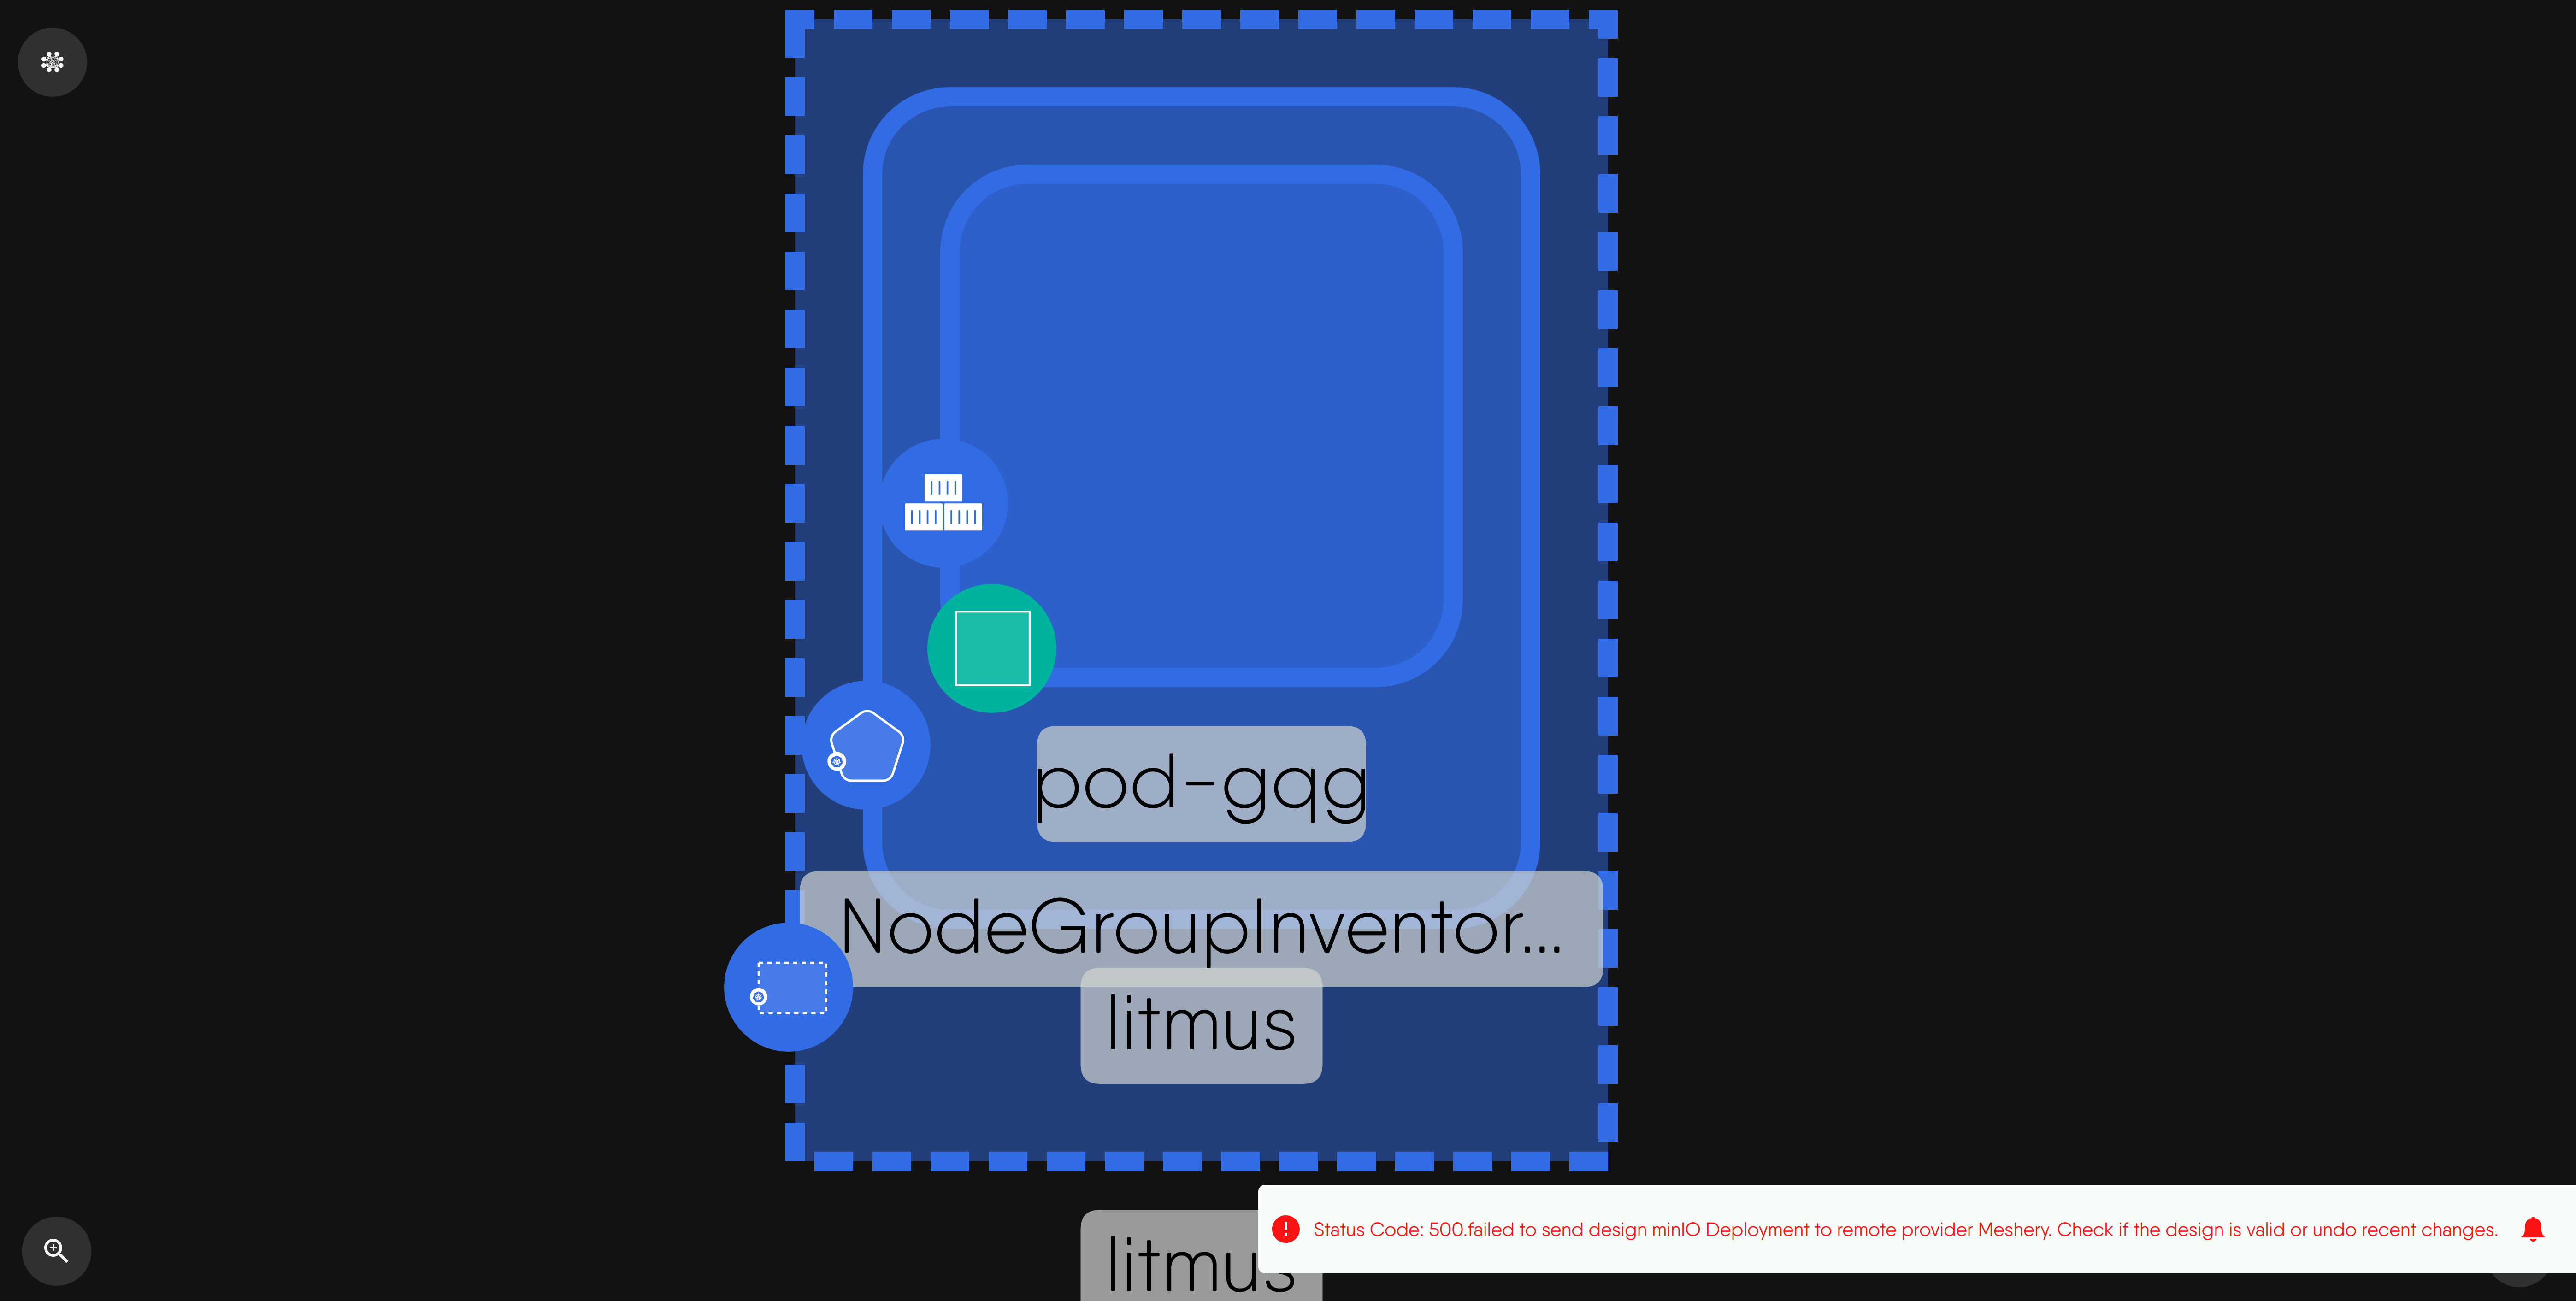 pod-gqg
NodeGroupInventor...
litmus
litmus
Status Code: 500.failed to send design minIO Deployment to remote provider Meshery. Check if the design is valid or undo recent changes.